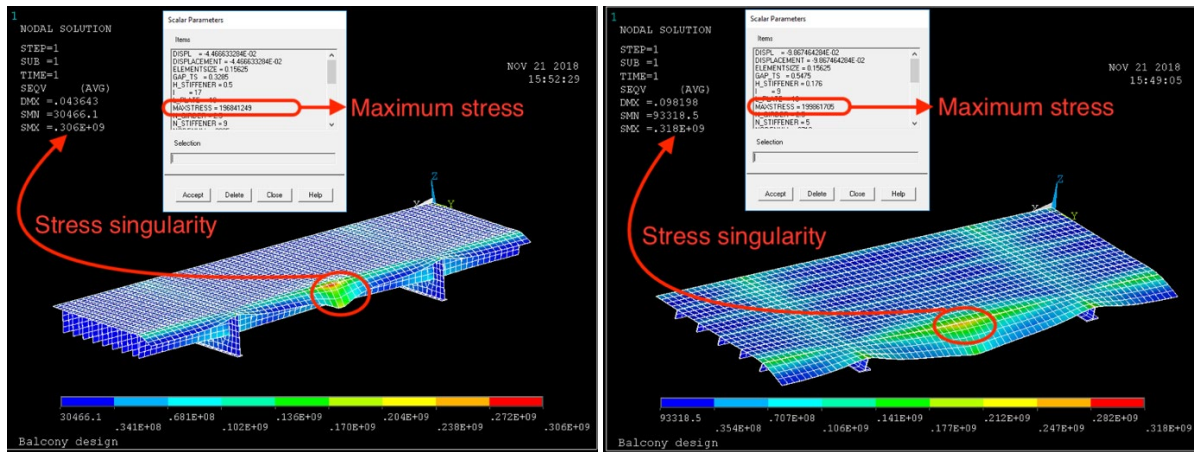 1
NODAL SOLUTION
STEP=1
SUB =1
TIME=1
SEQV (AVG)
DMX =.043643
SMN =30466.1
SMX =.306E+09
Scalar Parameters
Items
DISPL = -4.466633284E-02
DISPLACEMENT = -4.466633284E-02
ELEMENTSIZE = 0.15625
GAP_TS = 0.3285
H_STIFFENER = 0.5
I = 17
MAXSTRESS = 196841249
N_STIFFENER = 9
Selection
Accept Delete Close Help
NOV 21 2018
15:52:29
Maximum stress
Stress singularity
Z
Y
30466.1 .681E+08 .136E+09 .204E+09 .272E+09
.341E+08 .102E+09 .170E+09 .238E+09 .306E+09
Balcony design
1
NODAL SOLUTION
STEP=1
SUB =1
TIME=1
SEQV (AVG)
DMX =.098198
SMN =93318.5
SMX =.318E+09
Scalar Parameters
Items
DISPL = -9.867464284E-02
DISPLACEMENT = -9.867464284E-02
ELEMENTSIZE = 0.15625
GAP_TS = 0.5475
H_STIFFENER = 0.176
I = 9
MAXSTRESS = 199861705
N_STIFFENER = 5
Selection
Accept Delete Close Help
NOV 21 2018
15:49:05
Maximum stress
Stress singularity
Z
Y
93318.5 .707E+08 .141E+09 .212E+09 .282E+09
.354E+08 .106E+09 .177E+09 .247E+09 .318E+09
Balcony design